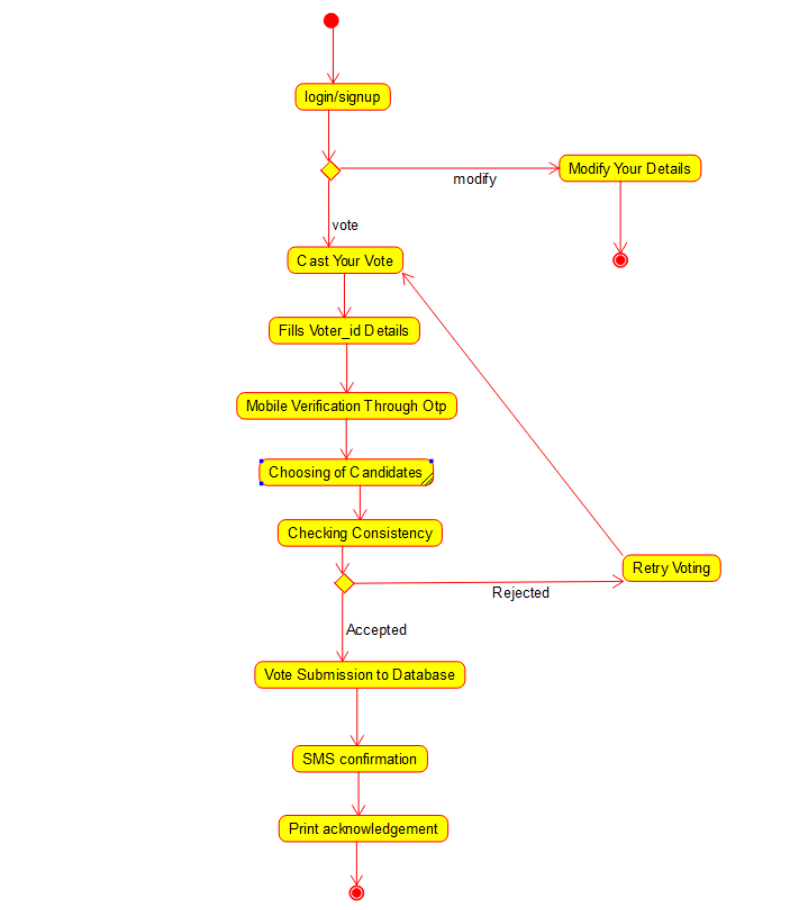 login/signup
Modify Your Details
modify
vote
Cast Your Vote
Fills Voter_id Details
Mobile Verification Through Otp
Choosing of Candidates
Checking Consistency
Retry Voting
Rejected
Accepted
Vote Submission to Database
SMS confirmation
Print acknowledgement